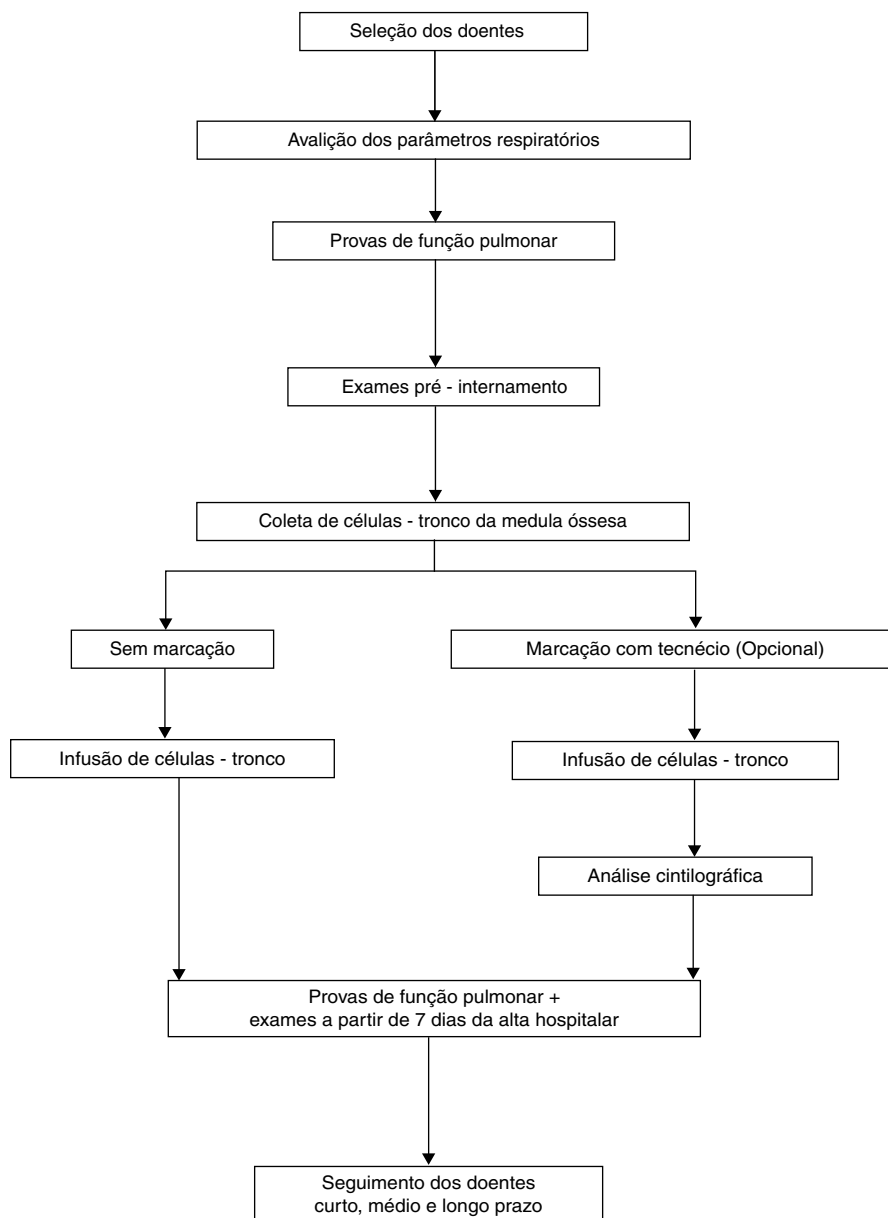 Seleção dos doentes
Avalição dos parâmetros respiratórios
Provas de função pulmonar
Exames pré - internamento
Coleta de células - tronco da medula óssesa
Sem marcação
Marcação com tecnécio (Opcional)
Infusão de células - tronco
Infusão de células - tronco
Análise cintilográfica
Provas de função pulmonar +
exames a partir de 7 dias da alta hospitalar
Seguimento dos doentes
curto, médio e longo prazo